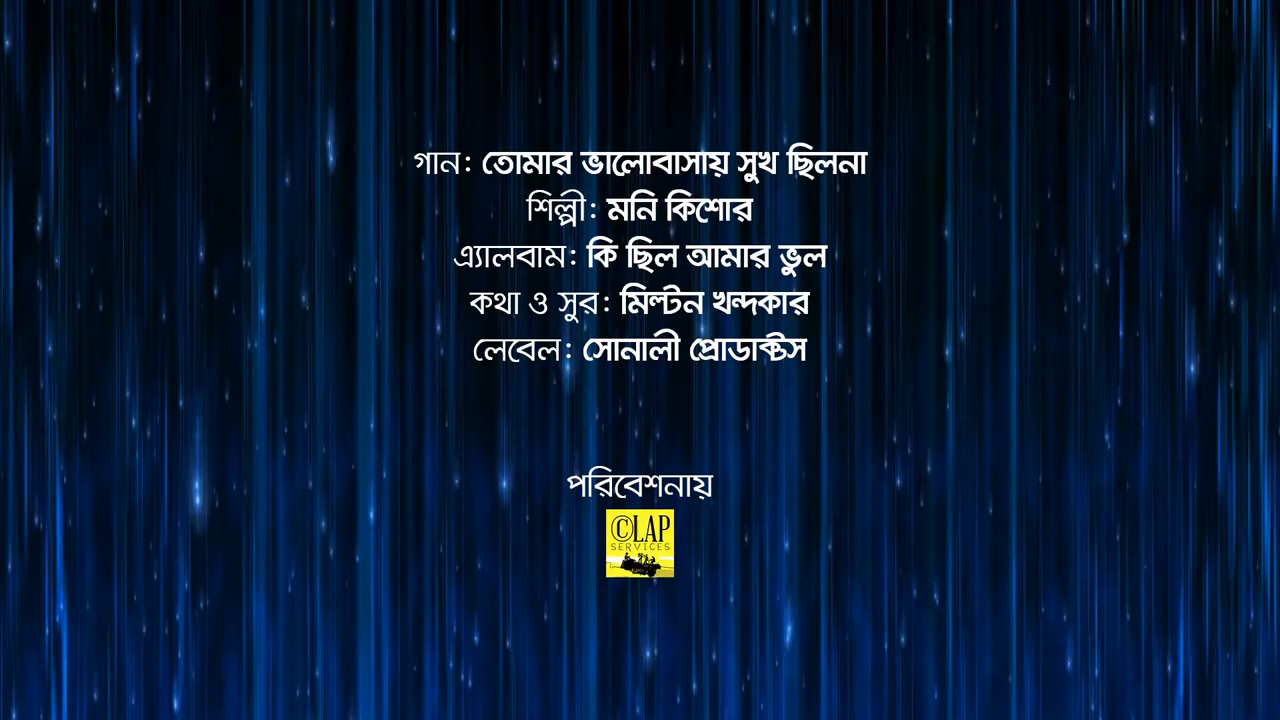 গান: তোমার ভালোবাসায় সুখ ছিলনা
শিল্পী: মনি কিশোর
এ্যালবাম: কি ছিল আমার ভুল
কথা ও সুর: মিল্টন খন্দকার
লেবেল: সোনালী প্রোডাক্টস
পরিবেশনায়
©LAP
SERVICES